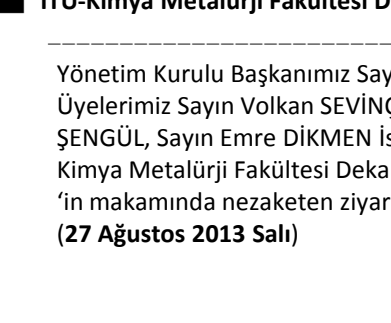 İTÜ-Kimya Metalürji Fakültesi D
Yönetim Kurulu Başkanımız Say
Üyelerimiz Sayın Volkan SEVİNÇ
ŞENGÜL, Sayın Emre DİKMEN İs
Kimya Metalürji Fakültesi Deka
‘in makamında nezaketen ziyar
(27 Ağustos 2013 Salı)